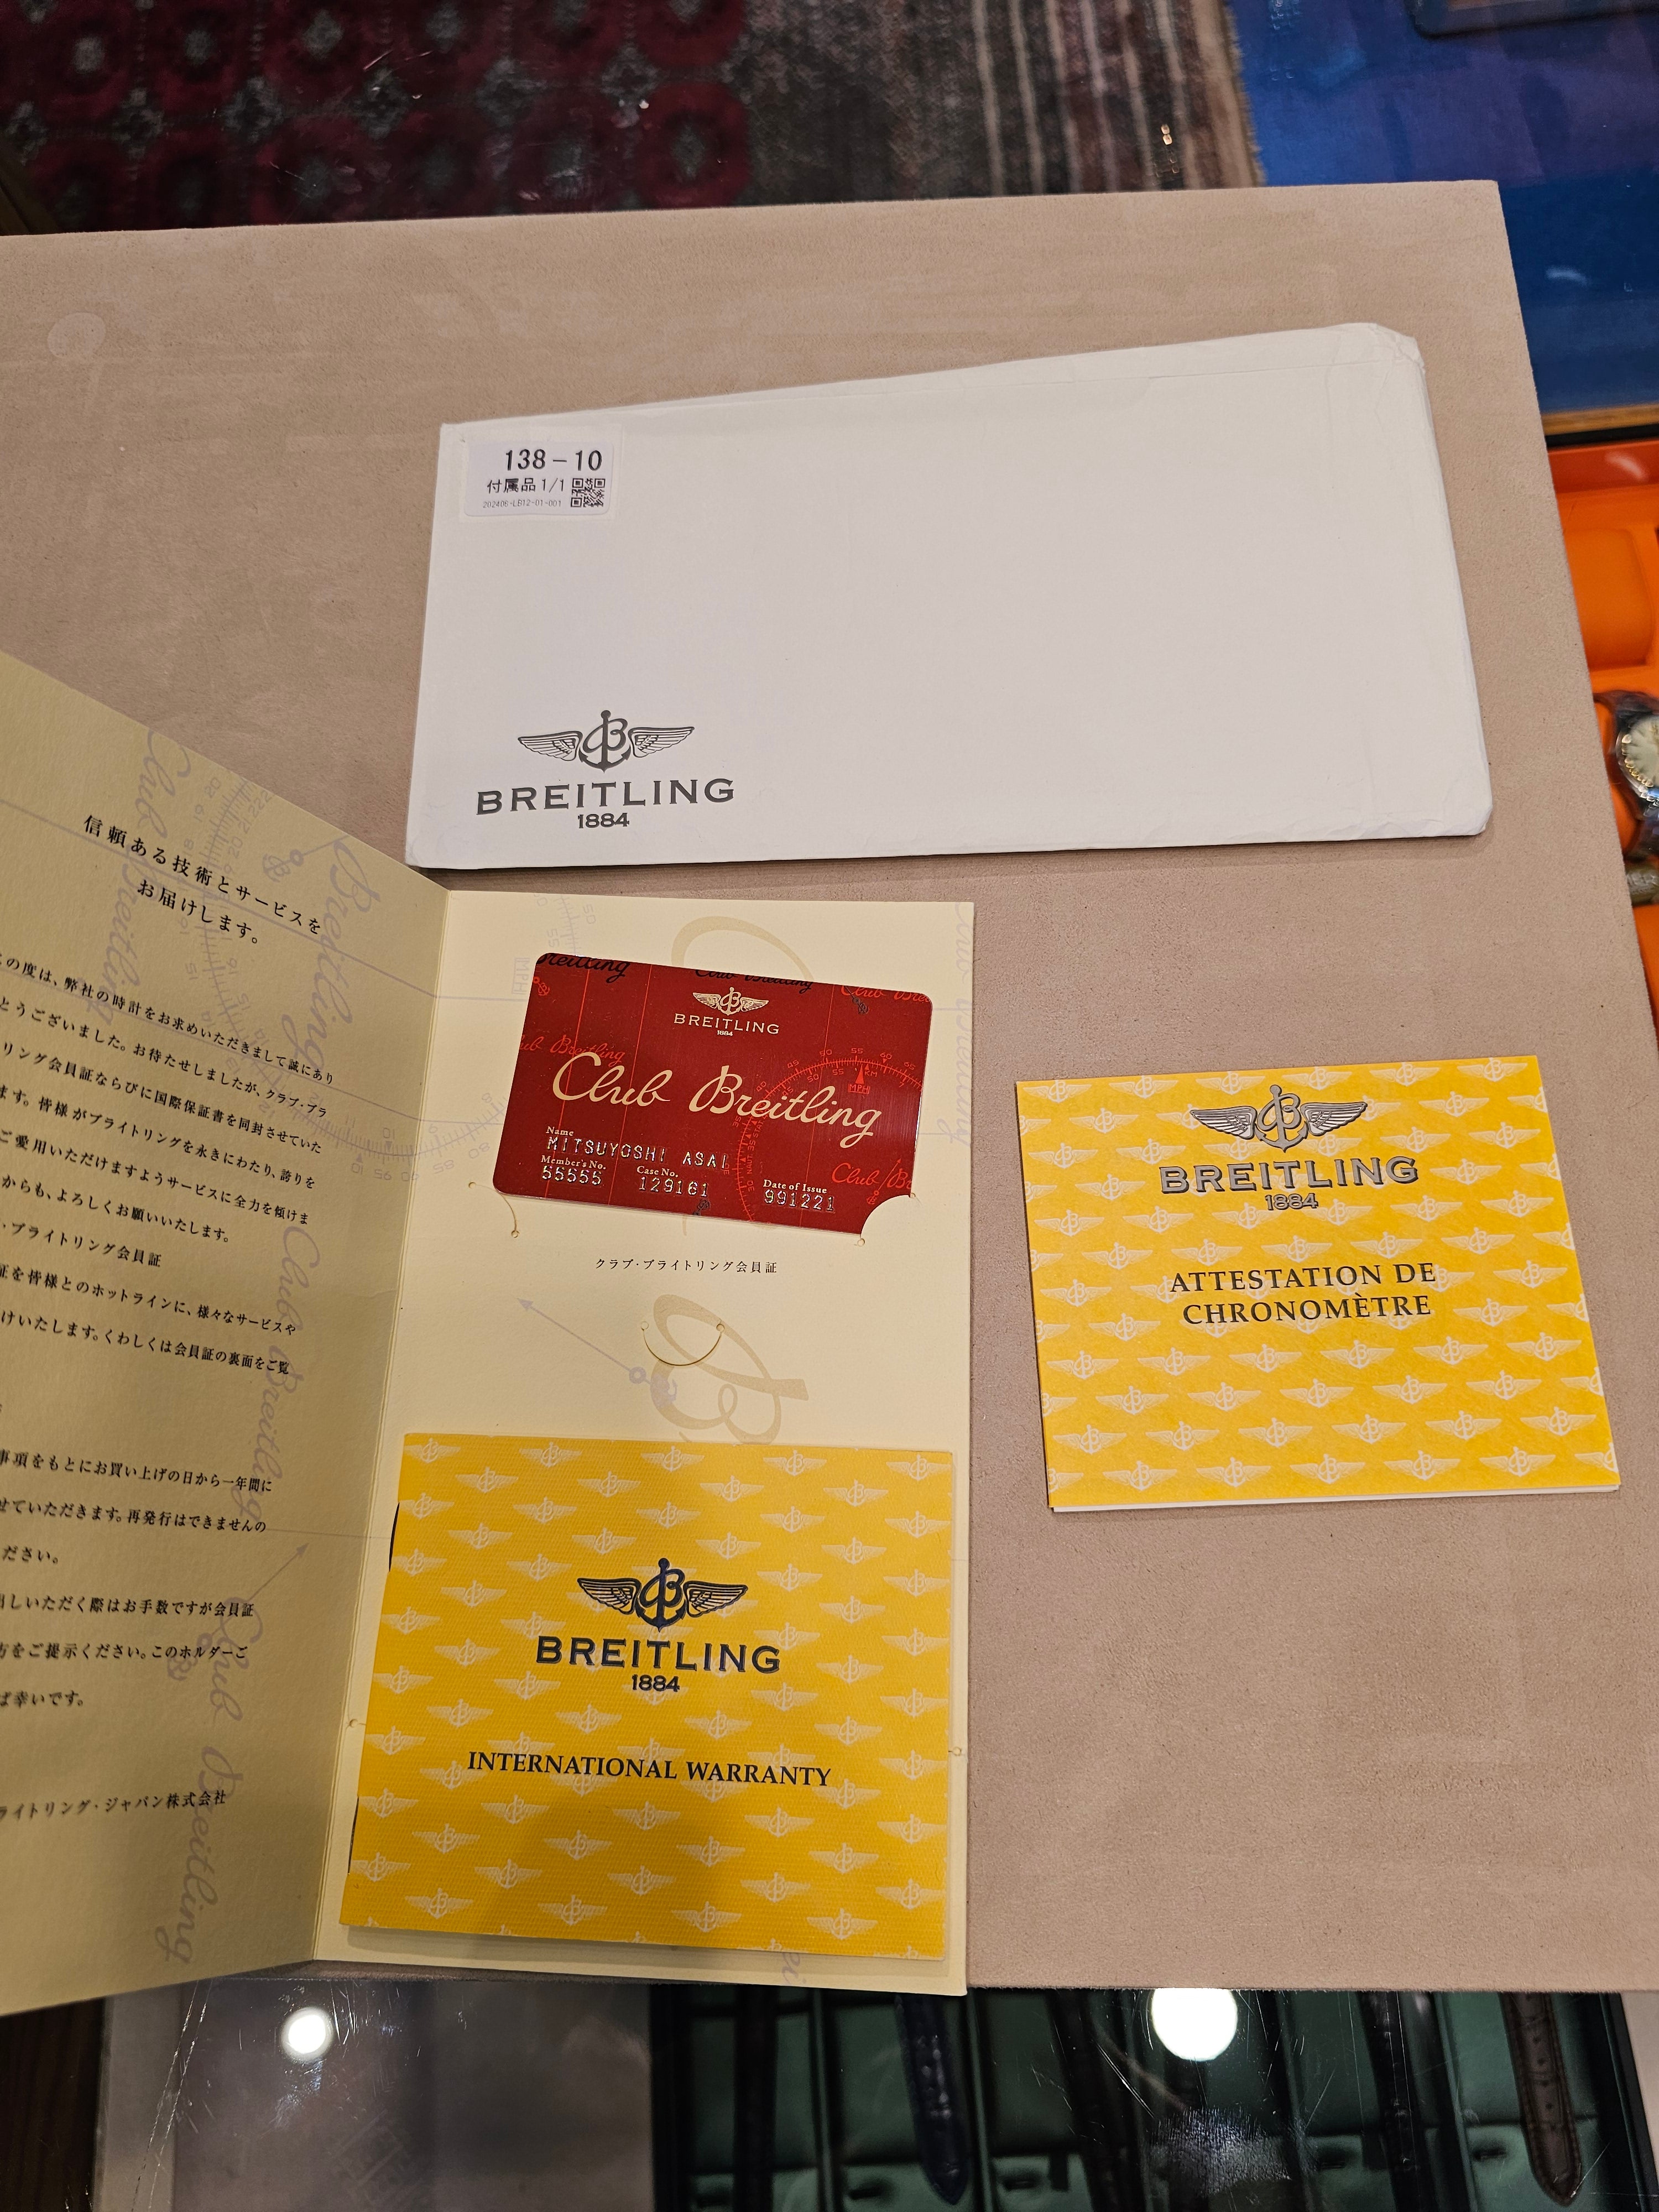 138-10
付属品 1/1
202406-LB12-01-001
BREITLING
1884
信頼ある技術とサービスを
お届けします。
の度は、弊社の時計をお求めいただきまして誠にあり
とうございました。お待たせしましたが、クラブ・ブラ
リング会員証ならびに国際保証書を同封させていた
ます。皆様がブライトリングを永きにわたり、誇りを
ご愛用いただけますようサービスに全力を傾けま
からも、よろしくお願いいたします。
・ブライトリング会員証
証を皆様とのホットラインに、様々なサービスや
けいたします。くわしくは会員証の裏面をご覧
事項をもとにお買い上げの日から一年間に
せていただきます。再発行はできませんの
ださい。
出しいただく際はお手数ですが会員証
方をご提示ください。このホルダーご
ば幸いです。
ライトリング・ジャパン株式会社
BREITLING
1884
Club Breitling
Name
MITSUYOSHI ASAI
Member's No.
Case No.
Date of Issue
55555
129161
991221
クラブ・ブライトリング会員証
BREITLING
1884
INTERNATIONAL WARRANTY
BREITLING
1884
ATTESTATION DE
CHRONOMÈTRE